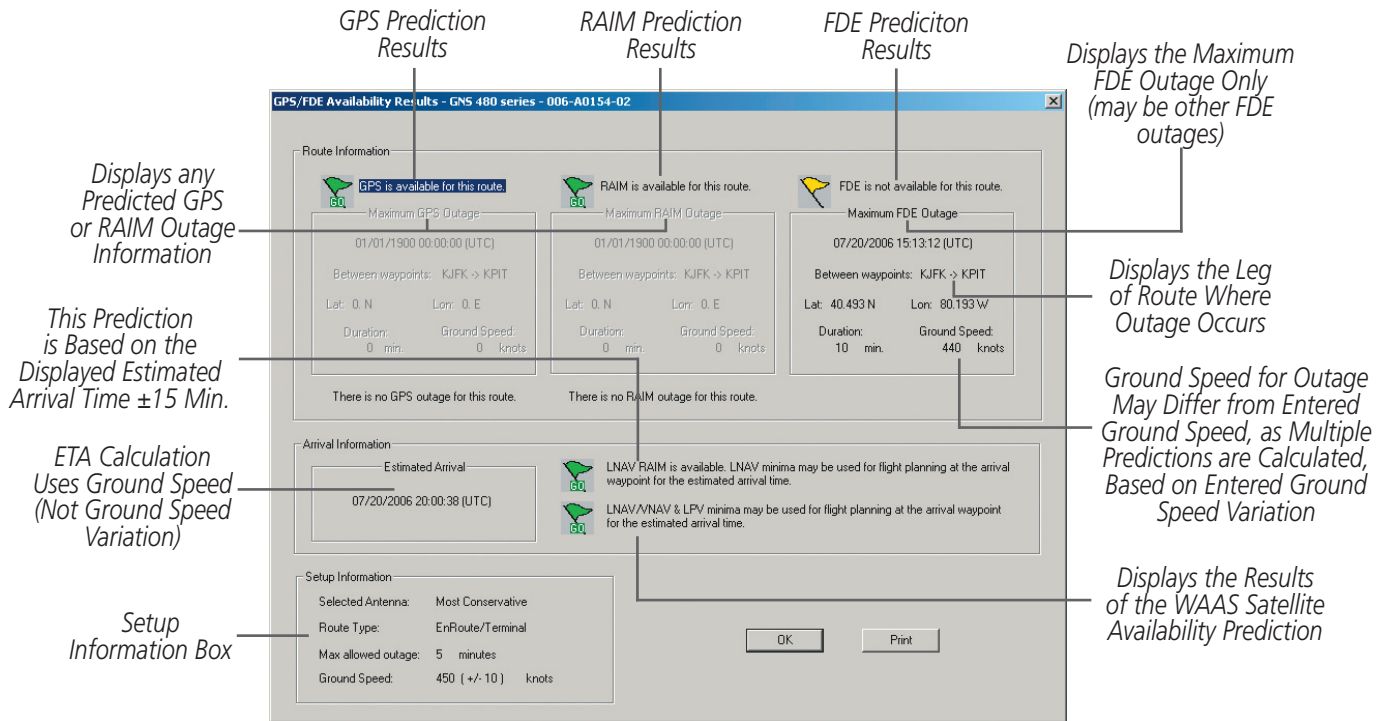 GPS Prediction
Results
RAIM Prediction
Results
FDE Prediciton
Results
Displays the Maximum
FDE Outage Only
(may be other FDE
outages)
Displays any
Predicted GPS
or RAIM Outage
Information
This Prediction
is Based on the
Displayed Estimated
Arrival Time ±15 Min.
ETA Calculation
Uses Ground Speed
(Not Ground Speed
Variation)
Setup
Information Box
GPS/FDE Availability Results - GNS 480 series - 006-A0154-02
Route Information
GO
GPS is available for this route.
Maximum GPS Outage
01/01/1900 00:00:00 (UTC)
Between waypoints: KJFK -> KPIT
Lat: 0. N Lon: 0. E
Duration: Ground Speed:
0 min. 0 knots
There is no GPS outage for this route.
GO
RAIM is available for this route.
Maximum RAIM Outage
01/01/1900 00:00:00 (UTC)
Between waypoints: KJFK -> KPIT
Lat: 0. N Lon: 0. E
Duration: Ground Speed:
0 min. 0 knots
There is no RAIM outage for this route.
FDE is not available for this route.
Maximum FDE Outage
07/20/2006 15:13:12 (UTC)
Between waypoints: KJFK -> KPIT
Lat: 40.493 N Lon: 80.193 W
Duration: Ground Speed:
10 min. 440 knots
Arrival Information
Estimated Arrival
07/20/2006 20:00:38 (UTC)
GO
LNAV RAIM is available. LNAV minima may be used for flight planning at the arrival
waypoint for the estimated arrival time.
GO
LNAV/VNAV & LPV minima may be used for flight planning at the arrival waypoint
for the estimated arrival time.
Setup Information
Selected Antenna: Most Conservative
Route Type: EnRoute/Terminal
Max allowed outage: 5 minutes
Ground Speed: 450 ( +/- 10 ) knots
OK
Print
Displays the Leg
of Route Where
Outage Occurs
Ground Speed for Outage
May Differ from Entered
Ground Speed, as Multiple
Predictions are Calculated,
Based on Entered Ground
Speed Variation
Displays the Results
of the WAAS Satellite
Availability Prediction